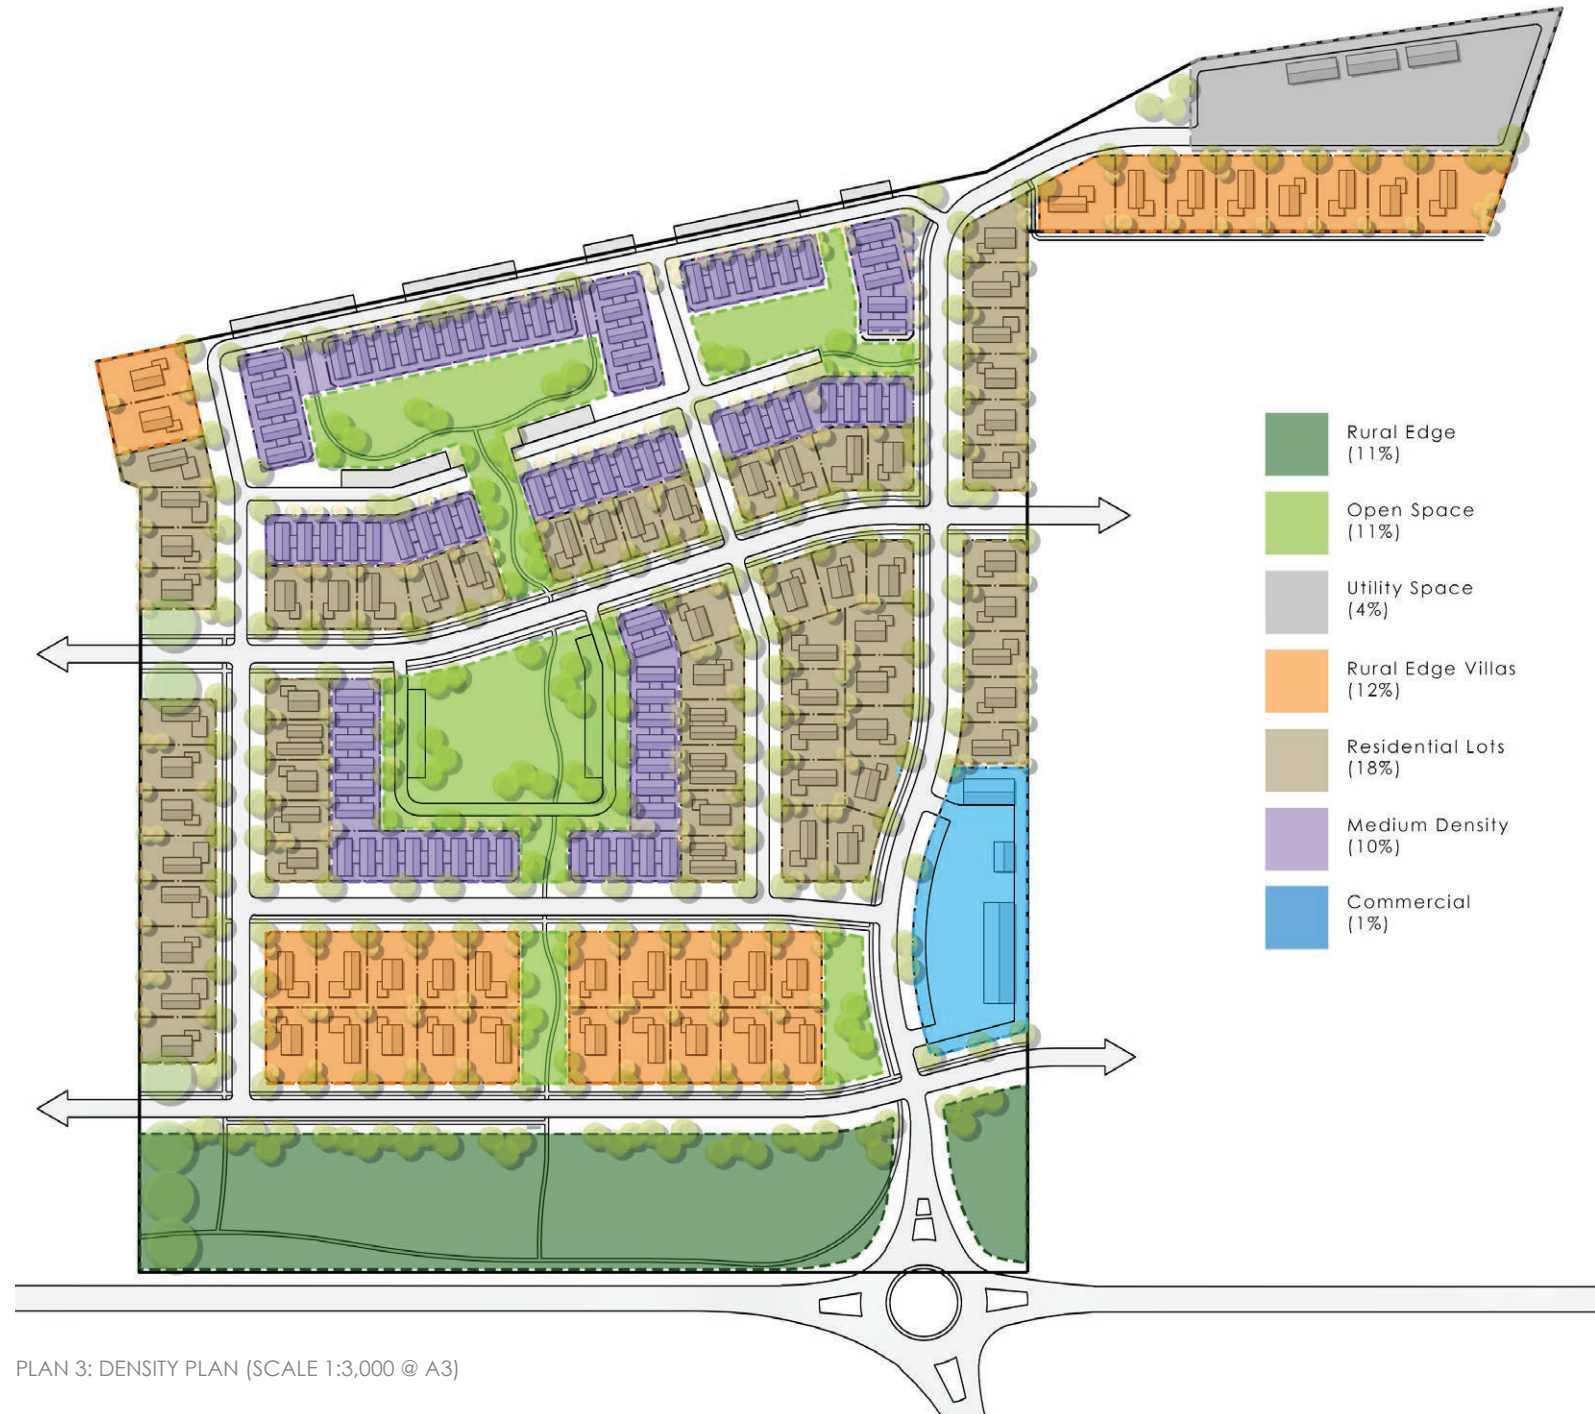 Rural Edge
(11%)
Open Space
(11%)
Utility Space
(4%)
Rural Edge Villas
(12%)
Residential Lots
(18%)
Medium Density
(10%)
Commercial
(1%)
PLAN 3: DENSITY PLAN (SCALE 1:3,000 @ A3)